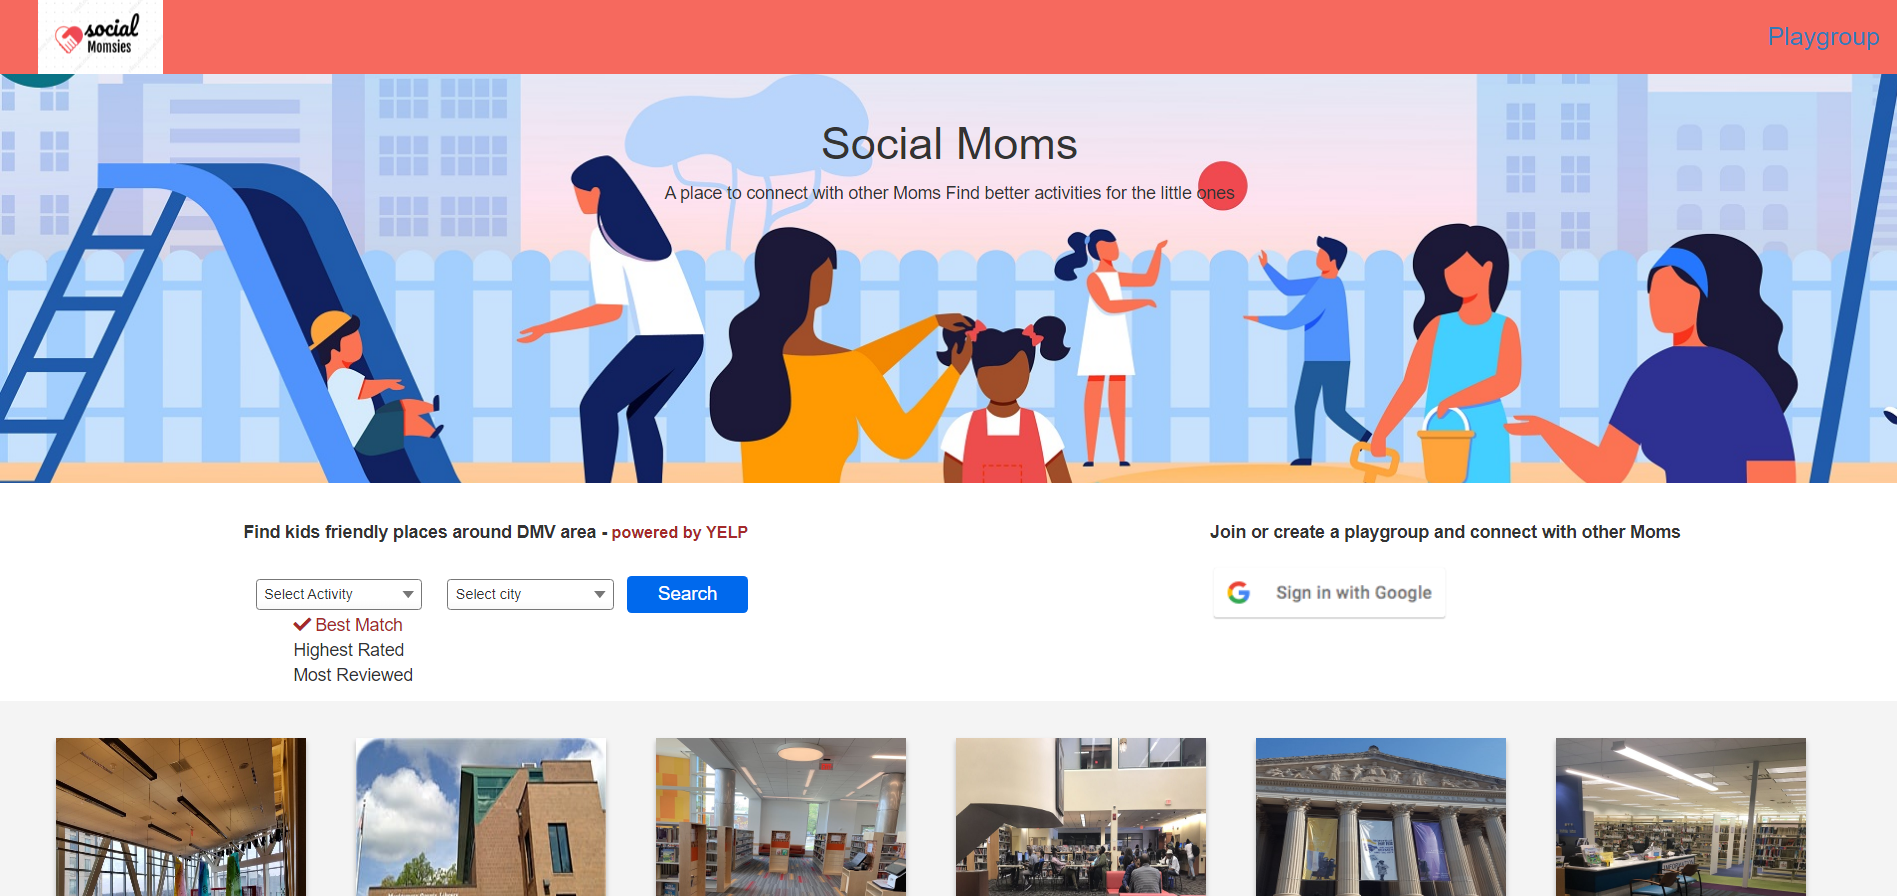 social
Momsies
Playgroup
Social Moms
A place to connect with other Moms Find better activities for the little ones
Find kids friendly places around DMV area - powered by YELP
Join or create a playgroup and connect with other Moms
Select Activity
Select city
Search
Sign in with Google
Best Match
Highest Rated
Most Reviewed